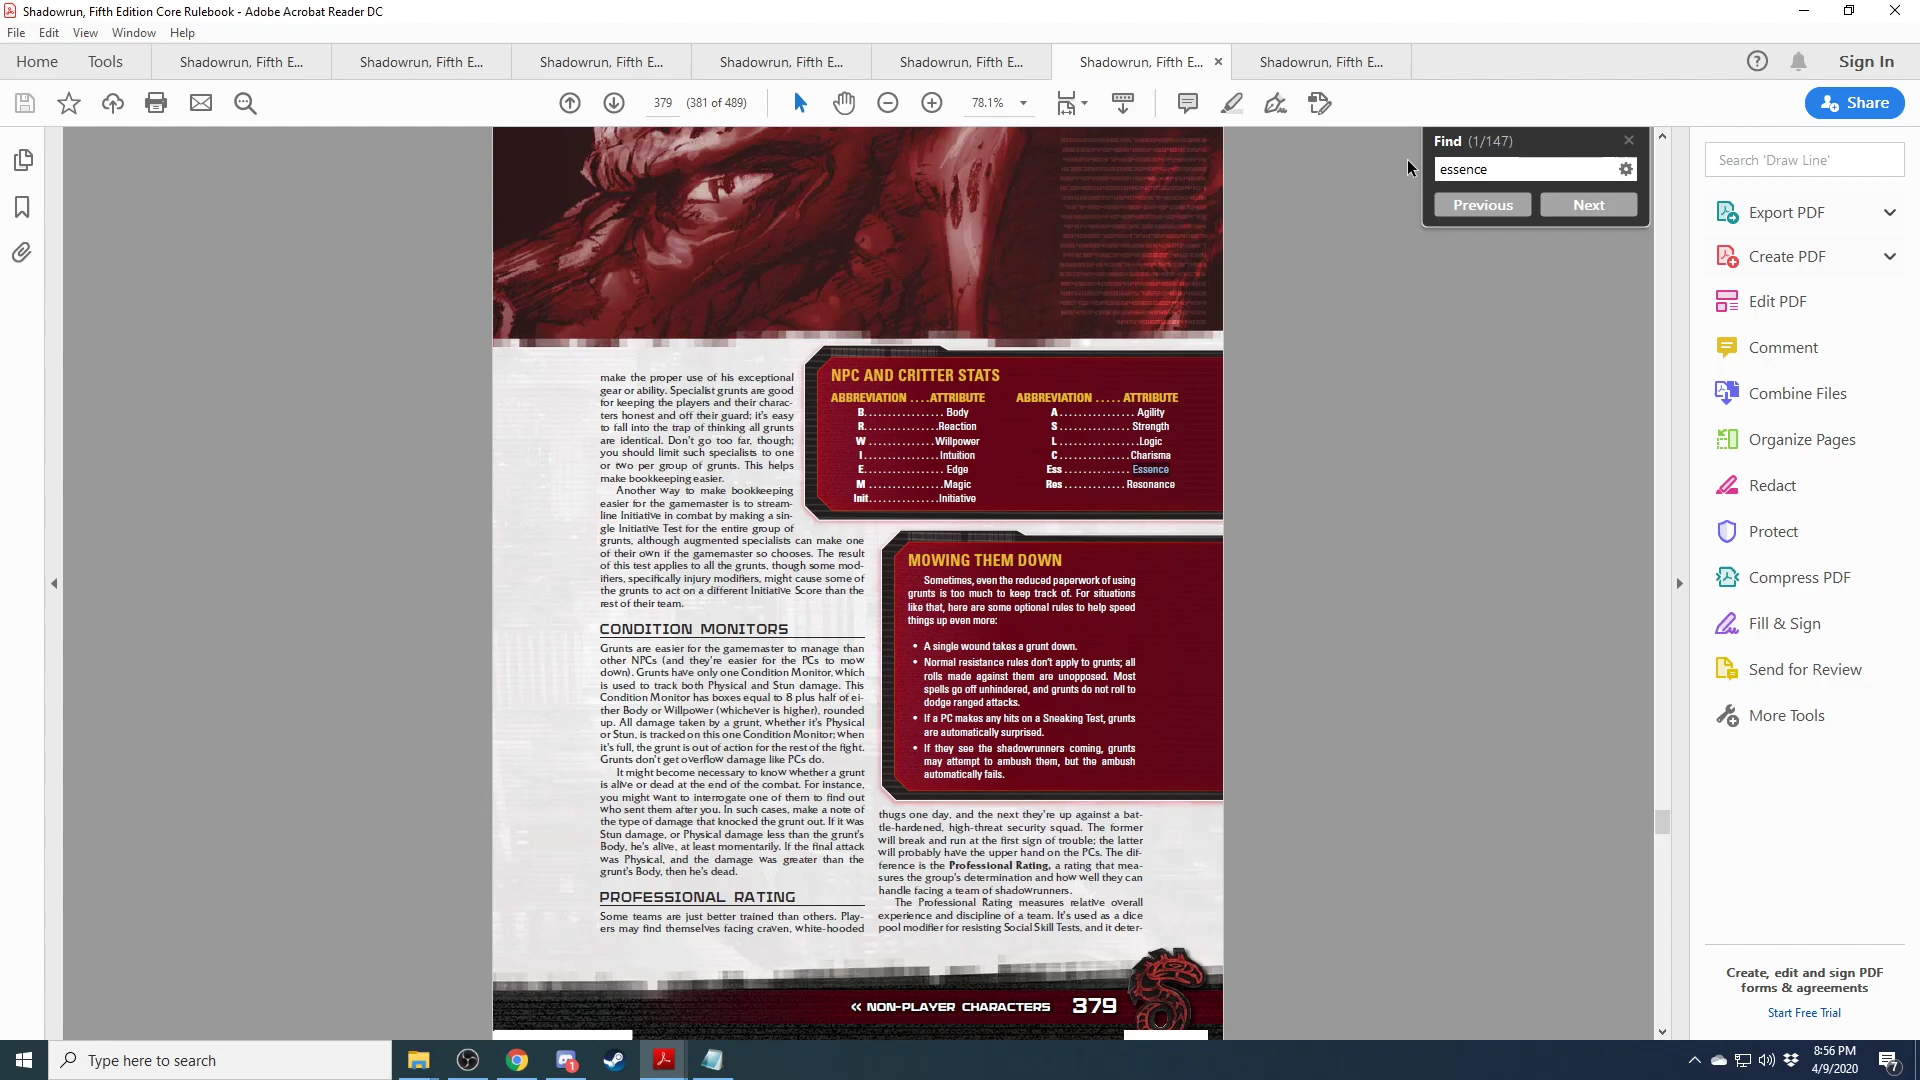 Shadowrun, Fifth Edition Core Rulebook - Adobe Acrobat Reader DC
File Edit View Window Help
Home Tools Shadowrun, Fifth E... Shadowrun, Fifth E... Shadowrun, Fifth E... Shadowrun, Fifth E... Shadowrun, Fifth E... Shadowrun, Fifth E... × Shadowrun, Fifth E... Sign In
379 (381 of 489) 78.1% Share
Find (1/147)
essence
Previous Next
make the proper use of his exceptional
gear or ability. Specialist grunts are good
for keeping the players and their charac-
ters honest and off their guard; it's easy
to fall into the trap of thinking all grunts
are identical. Don't go too far, though;
you should limit such specialists to one
or two per group of grunts. This helps
make bookkeeping easier.
Another way to make bookkeeping
easier for the gamemaster is to stream-
line Initiative in combat by making a sin-
gle Initiative Test for the entire group of
grunts, although augmented specialists can make one
of their own if the gamemaster so chooses. The result
of this test applies to all the grunts, though some mod-
ifiers, specifically injury modifiers, might cause some of
the grunts to act on a different Initiative Score than the
rest of their team.
CONDITION MONITORS
Grunts are easier for the gamemaster to manage than
other NPCs (and they're easier for the PCs to mow
down). Grunts have only one Condition Monitor, which
is used to track both Physical and Stun damage. This
Condition Monitor has boxes equal to 8 plus half of ei-
ther Body or Willpower (whichever is higher), rounded
up. All damage taken by a grunt, whether it's Physical
or Stun, is tracked on this one Condition Monitor; when
it's full, the grunt is out of action for the rest of the fight.
Grunts don't get overflow damage like PCs do.
It might become necessary to know whether a grunt
is alive or dead at the end of the combat. For instance,
you might want to interrogate one of them to find out
who sent them after you. In such cases, make a note of
the type of damage that knocked the grunt out. If it was
Stun damage, or Physical damage less than the grunt's
Body, he's alive, at least momentarily. If the final attack
was Physical, and the damage was greater than the
grunt's Body, then he's dead.
PROFESSIONAL RATING
Some teams are just better trained than others. Play-
ers may find themselves facing craven, white-hooded
NPC AND CRITTER STATS
ABBREVIATION ....ATTRIBUTE ABBREVIATION ..... ATTRIBUTE
B................ Body A............... Agility
R..............Reaction S.............. Strength
W .............Willpower L................Logic
I..............Intuition C.............Charisma
E................ Edge Ess ............. Essence
M ...............Magic Res ............Resonance
Init..............Initiative
MOWING THEM DOWN
Sometimes, even the reduced paperwork of using
grunts is too much to keep track of. For situations
like that, here are some optional rules to help speed
things up even more:
• A single wound takes a grunt down.
• Normal resistance rules don't apply to grunts; all
rolls made against them are unopposed. Most
spells go off unhindered, and grunts do not roll to
dodge ranged attacks.
• If a PC makes any hits on a Sneaking Test, grunts
are automatically surprised.
• If they see the shadowrunners coming, grunts
may attempt to ambush them, but the ambush
automatically fails.
thugs one day, and the next they're up against a bat-
tle-hardened, high-threat security squad. The former
will break and run at the first sign of trouble; the latter
will probably have the upper hand on the PCs. The dif-
ference is the Professional Rating, a rating that mea-
sures the group's determination and how well they can
handle facing a team of shadowrunners.
The Professional Rating measures relative overall
experience and discipline of a team. It's used as a dice
pool modifier for resisting Social Skill Tests, and it deter-
« NON-PLAYER CHARACTERS 379
Search 'Draw Line'
Export PDF
Create PDF
Edit PDF
Comment
Combine Files
Organize Pages
Redact
Protect
Compress PDF
Fill & Sign
Send for Review
More Tools
Create, edit and sign PDF
forms & agreements
Start Free Trial
Type here to search
8:56 PM
4/9/2020
1
7